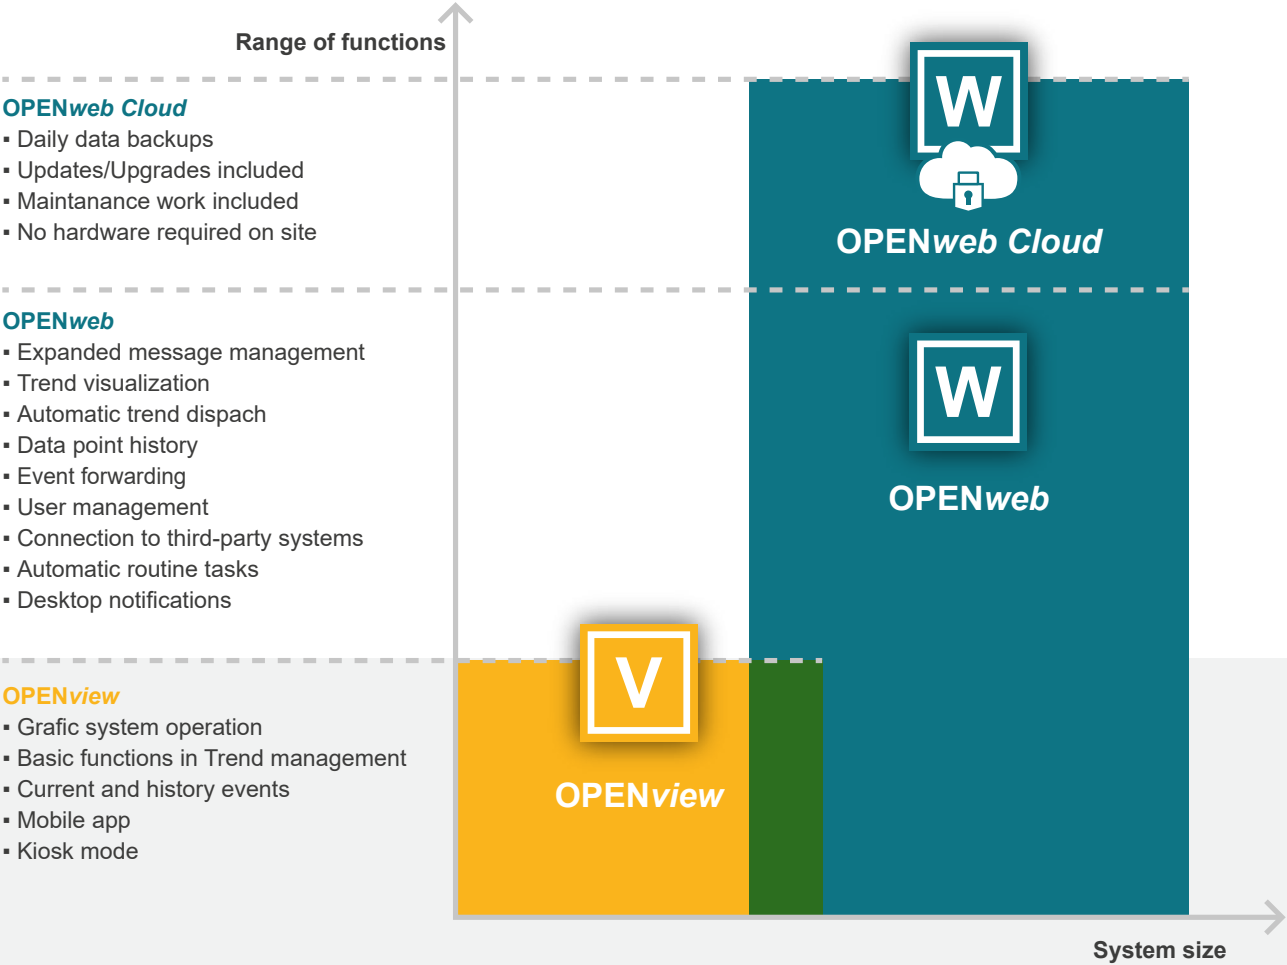 Range of functions
OPENweb Cloud
▪ Daily data backups
▪ Updates/Upgrades included
▪ Maintanance work included
▪ No hardware required on site
OPENweb
▪ Expanded message management
▪ Trend visualization
▪ Automatic trend dispach
▪ Data point history
▪ Event forwarding
▪ User management
▪ Connection to third-party systems
▪ Automatic routine tasks
▪ Desktop notifications
OPENview
▪ Grafic system operation
▪ Basic functions in Trend management
▪ Current and history events
▪ Mobile app
▪ Kiosk mode
W
OPENweb Cloud
W
OPENweb
V
OPENview
System size